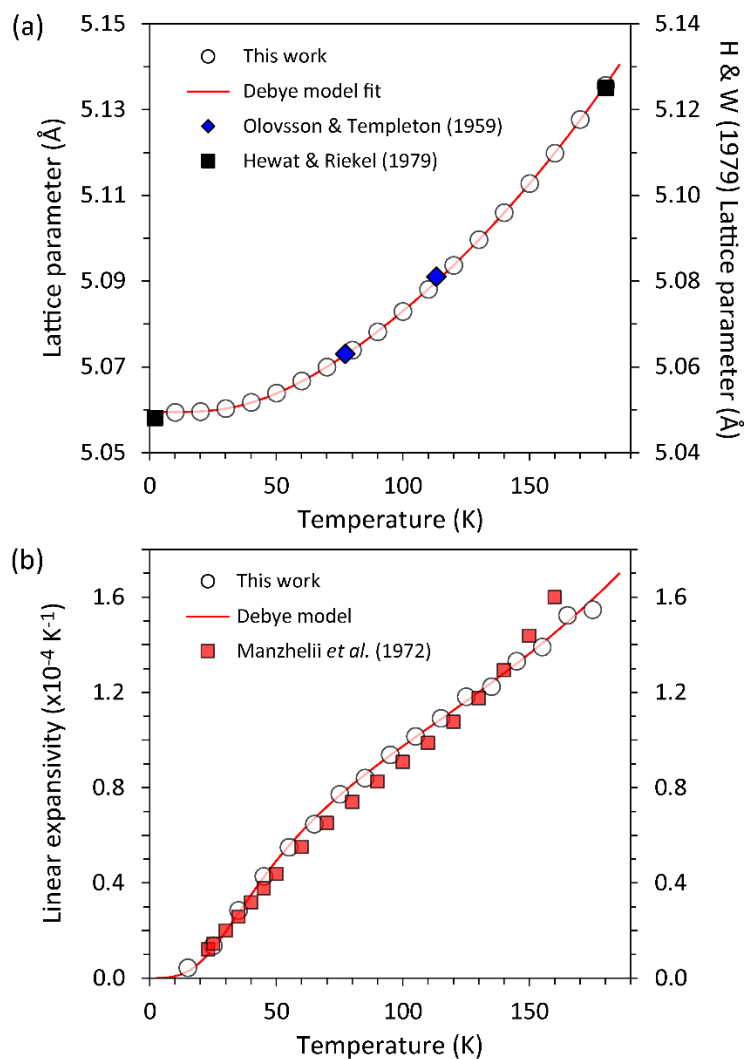 (a)
5.15
5.13
5.11
5.09
5.07
5.05
Lattice parameter (Å)
This work
Debye model fit
Olovsson & Templeton (1959)
Hewat & Riekel (1979)
5.14
5.12
5.10
5.08
5.06
5.04
H & W (1979) Lattice parameter (Å)
0
50
100
150
Temperature (K)
(b)
1.6
1.2
0.8
0.4
0.0
Linear expansivity (x10⁻⁴ K⁻¹)
This work
Debye model
Manzhelii et al. (1972)
1.6
1.2
0.8
0.4
0.0
0
50
100
150
Temperature (K)